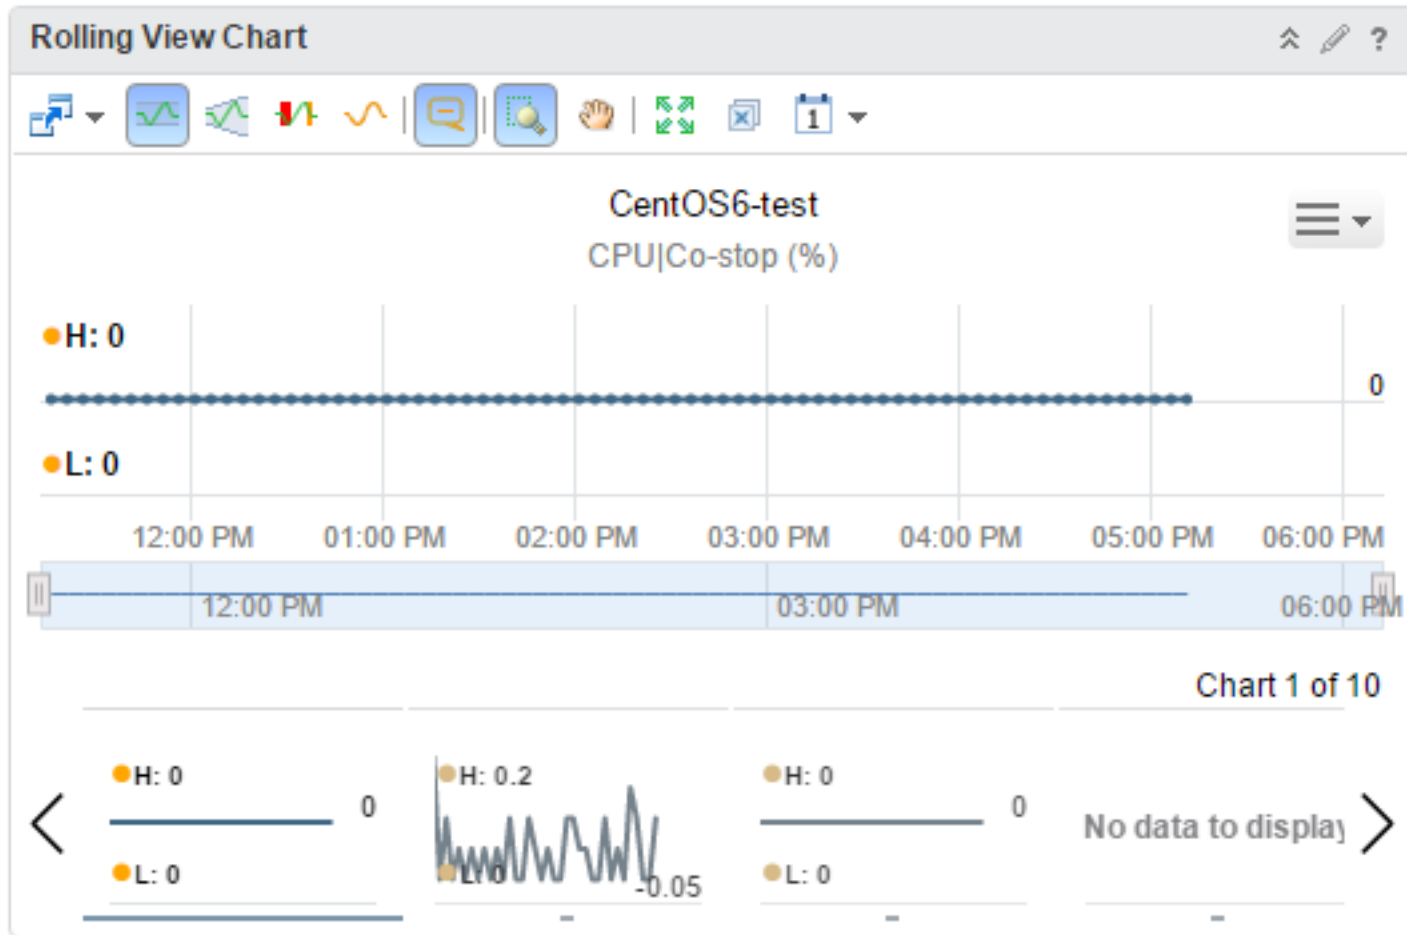 Rolling View Chart ?
1
CentOS6-test
CPU|Co-stop (%)
H: 0
0
L: 0
12:00 PM 01:00 PM 02:00 PM 03:00 PM 04:00 PM 05:00 PM 06:00 PM
12:00 PM 03:00 PM 06:00 PM
Chart 1 of 10
H: 0 H: 0.2 H: 0
0 0
No data to display
L: 0 L: 0 -0.05 L: 0